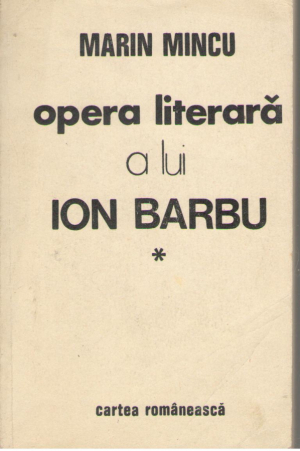 MARIN MINCU
opera literară
a lui
ION BARBU
*
cartea românească